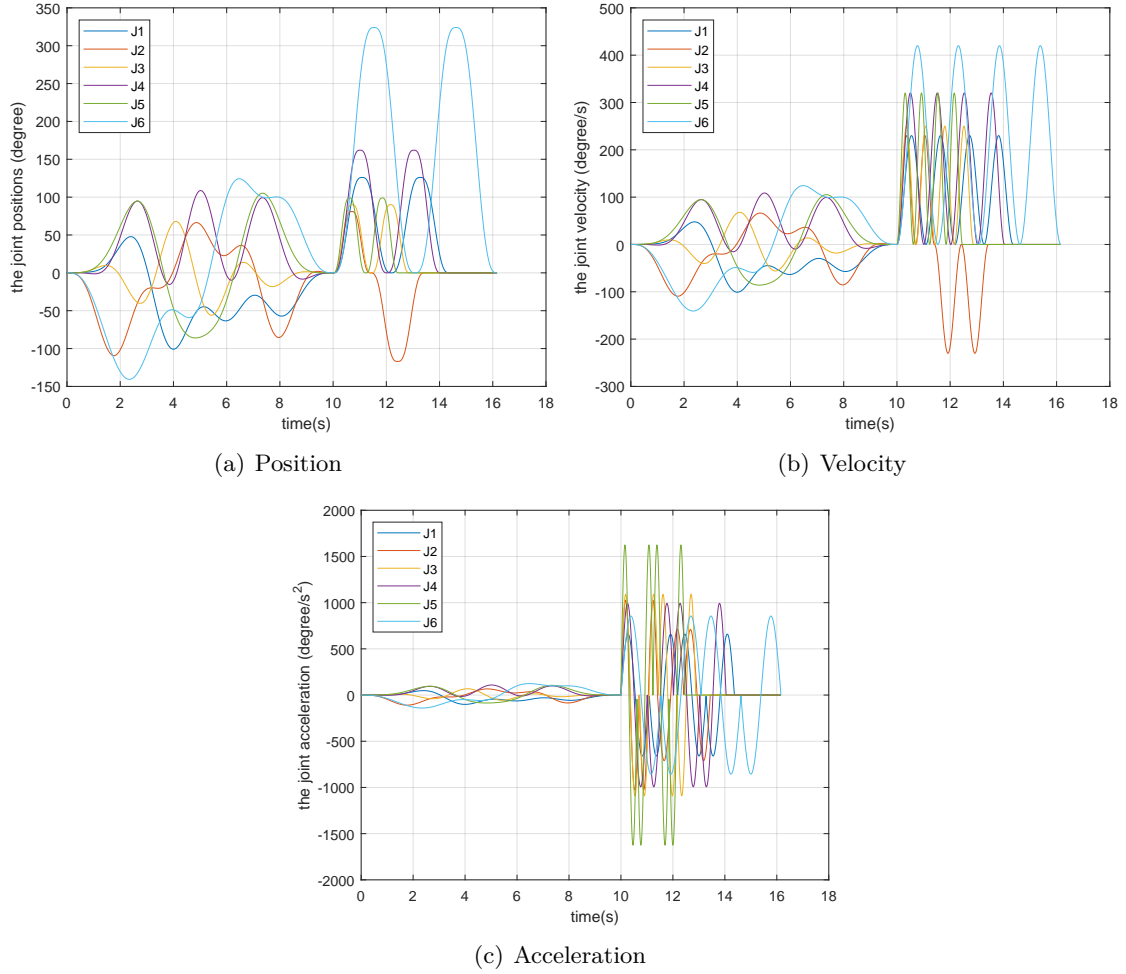 350
300
250
200
150
100
50
0
-50
-100
-150
the joint positions (degree)
J1
J2
J3
J4
J5
J6
0 2 4 6 8 10 12 14 16 18
time(s)
(a) Position
500
400
300
200
100
0
-100
-200
-300
the joint velocity (degree/s)
J1
J2
J3
J4
J5
J6
0 2 4 6 8 10 12 14 16 18
time(s)
(b) Velocity
2000
1500
1000
500
0
-500
-1000
-1500
-2000
the joint acceleration (degree/s²)
J1
J2
J3
J4
J5
J6
0 2 4 6 8 10 12 14 16 18
time(s)
(c) Acceleration